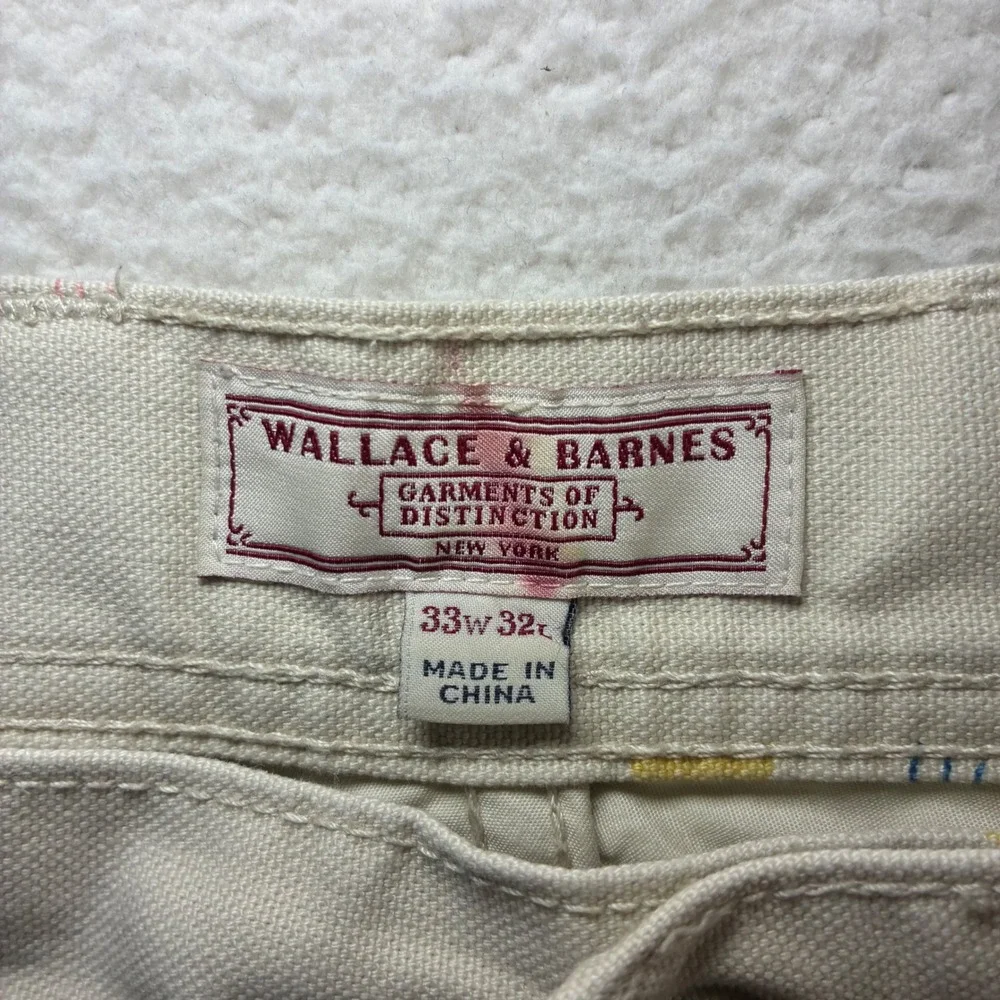 WALLACE & BARNES
GARMENTS OF
DISTINCTION
NEW YORK
33W 32L
MADE IN
CHINA